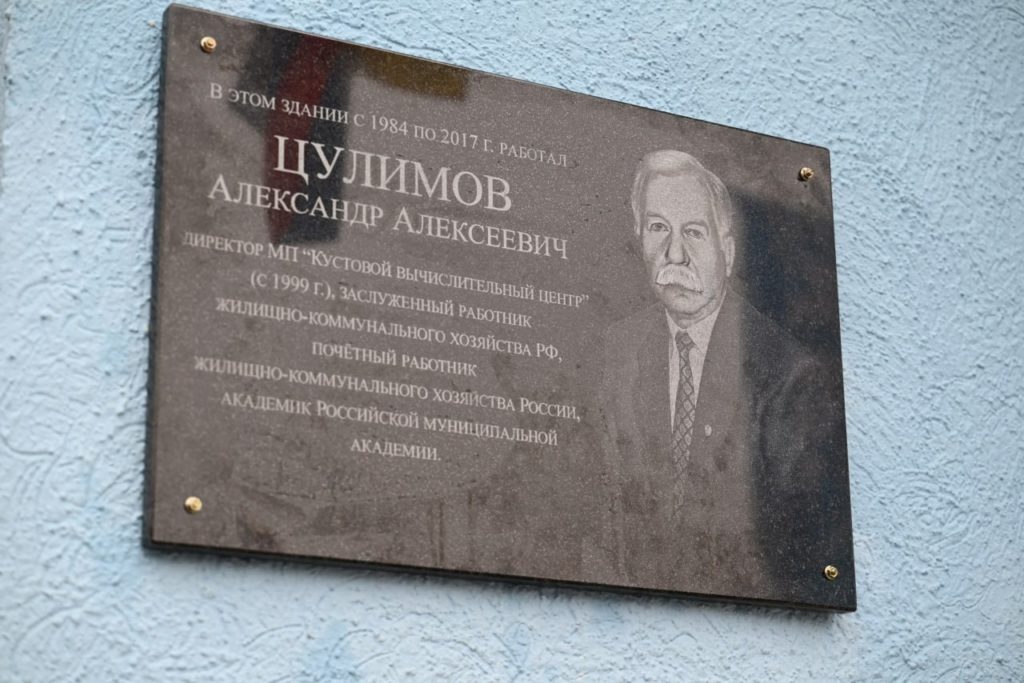 В ЭТОМ ЗДАНИИ С 1984 ПО 2017 Г. РАБОТАЛ
ЦУЛИМОВ
АЛЕКСАНДР АЛЕКСЕЕВИЧ
ДИРЕКТОР МП "КУСТОВОЙ ВЫЧИСЛИТЕЛЬНЫЙ ЦЕНТР"
(С 1999 Г.), ЗАСЛУЖЕННЫЙ РАБОТНИК
ЖИЛИЩНО-КОММУНАЛЬНОГО ХОЗЯЙСТВА РФ,
ПОЧЁТНЫЙ РАБОТНИК
ЖИЛИЩНО-КОММУНАЛЬНОГО ХОЗЯЙСТВА РОССИИ,
АКАДЕМИК РОССИЙСКОЙ МУНИЦИПАЛЬНОЙ
АКАДЕМИИ.